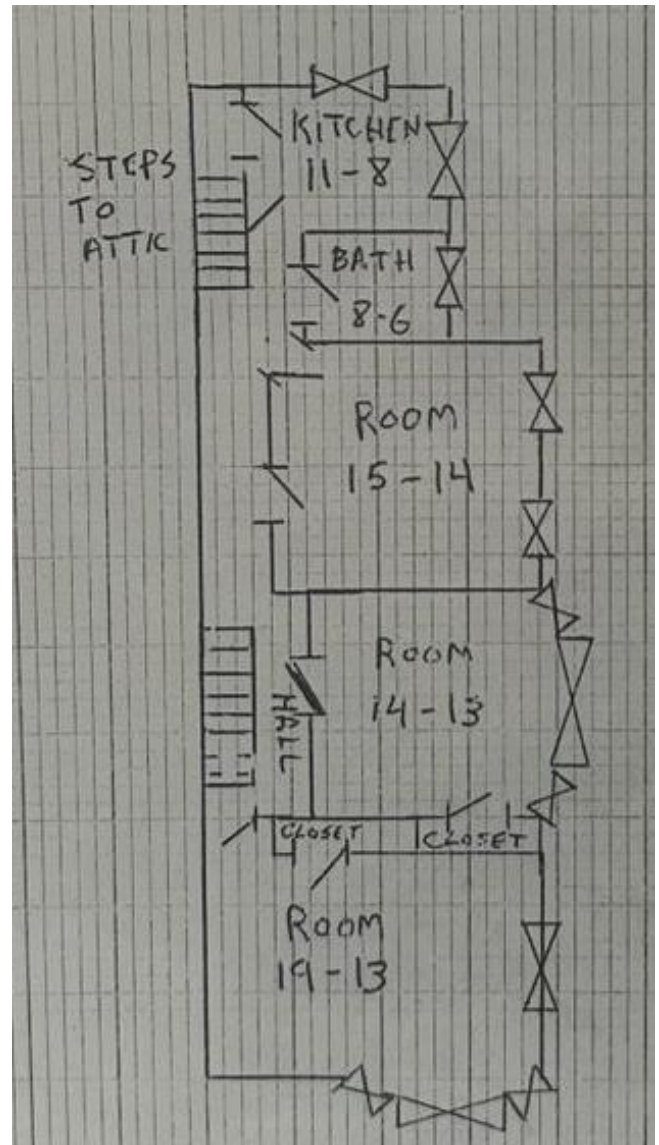 KITCHEN
11-8
STEPS
TO
ATTIC
BATH
8-6
ROOM
15-14
ROOM
14-13
HALL
CLOSET
CLOSET
ROOM
19-13